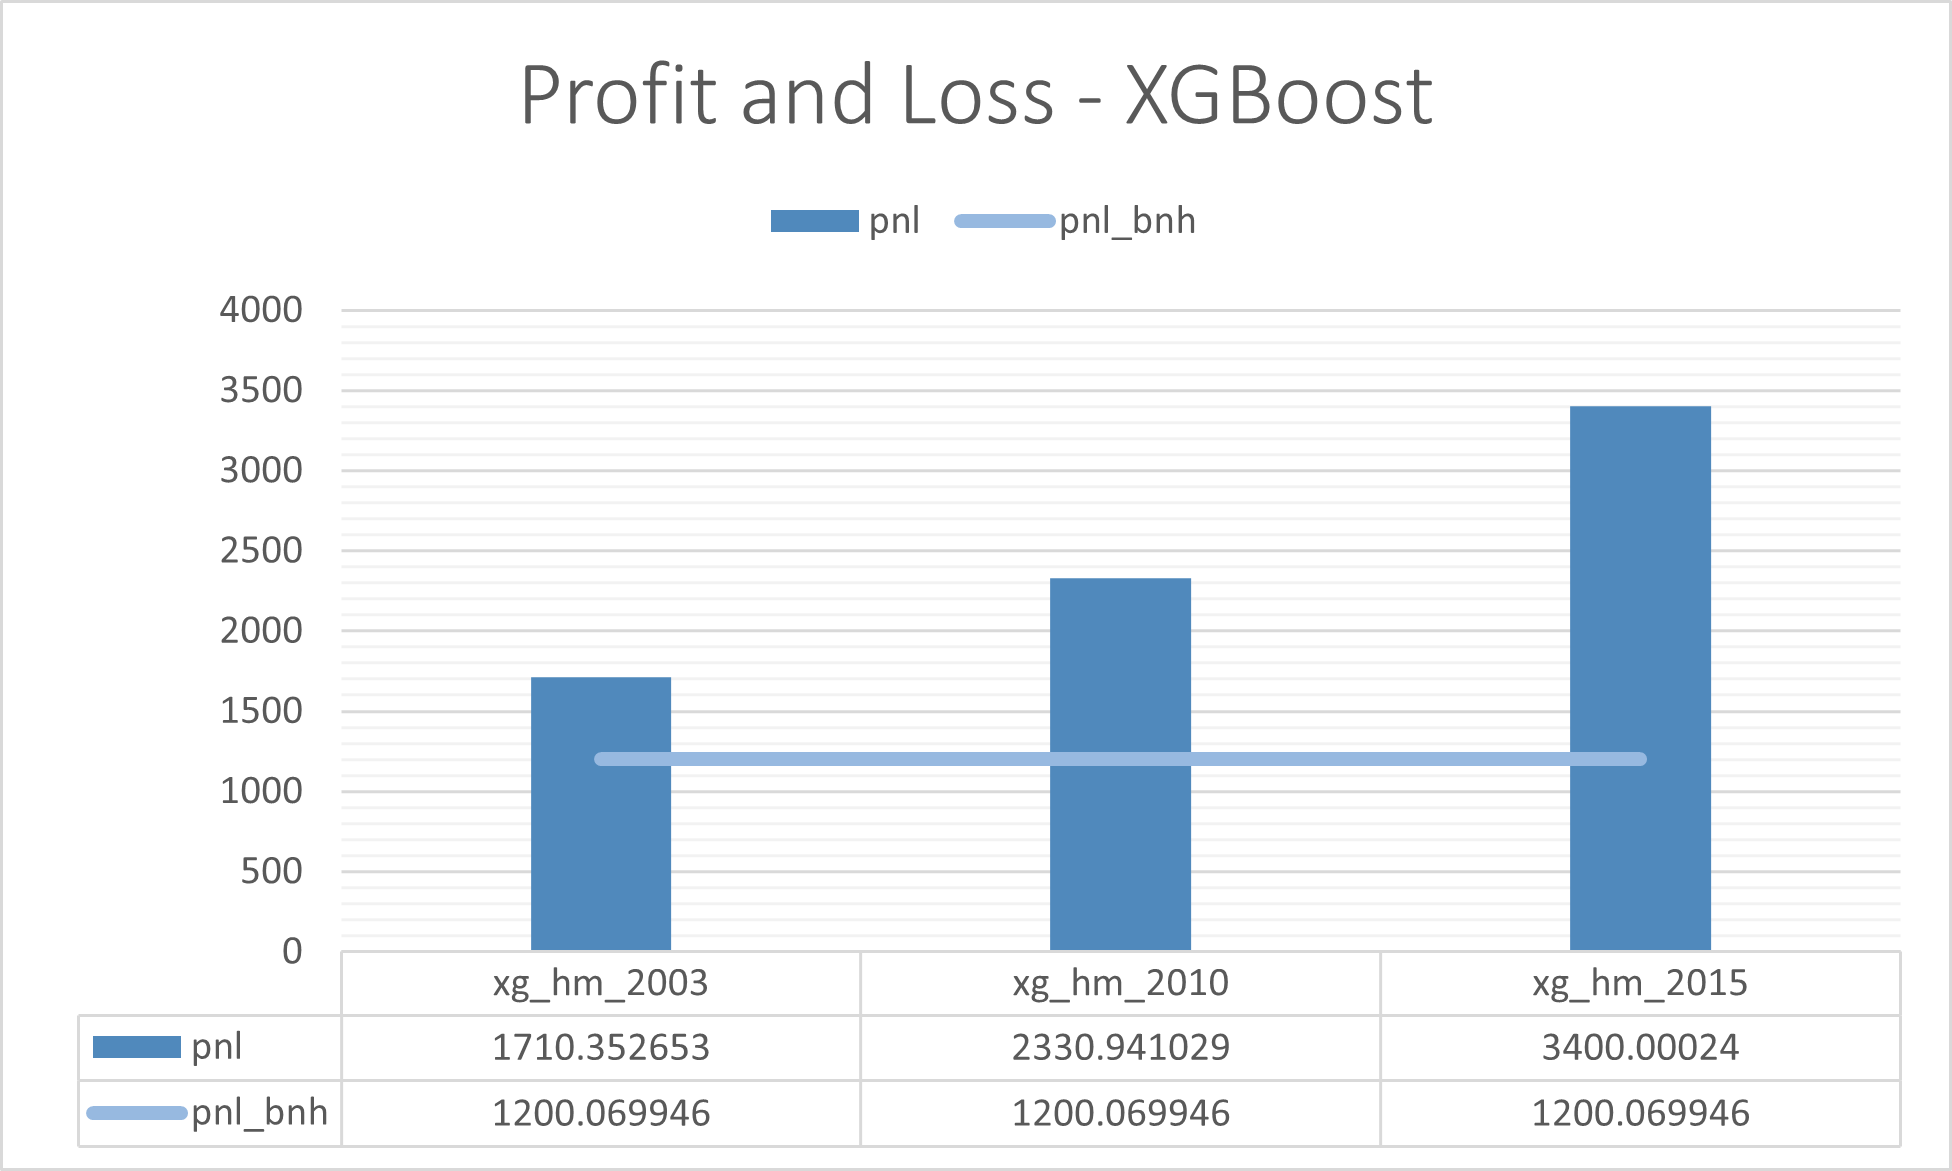 Profit and Loss - XGBoost
pnl pnl_bnh
4000
3500
3000
2500
2000
1500
1000
500
0
xg_hm_2003 xg_hm_2010 xg_hm_2015
pnl 1710.352653 2330.941029 3400.00024
pnl_bnh 1200.069946 1200.069946 1200.069946